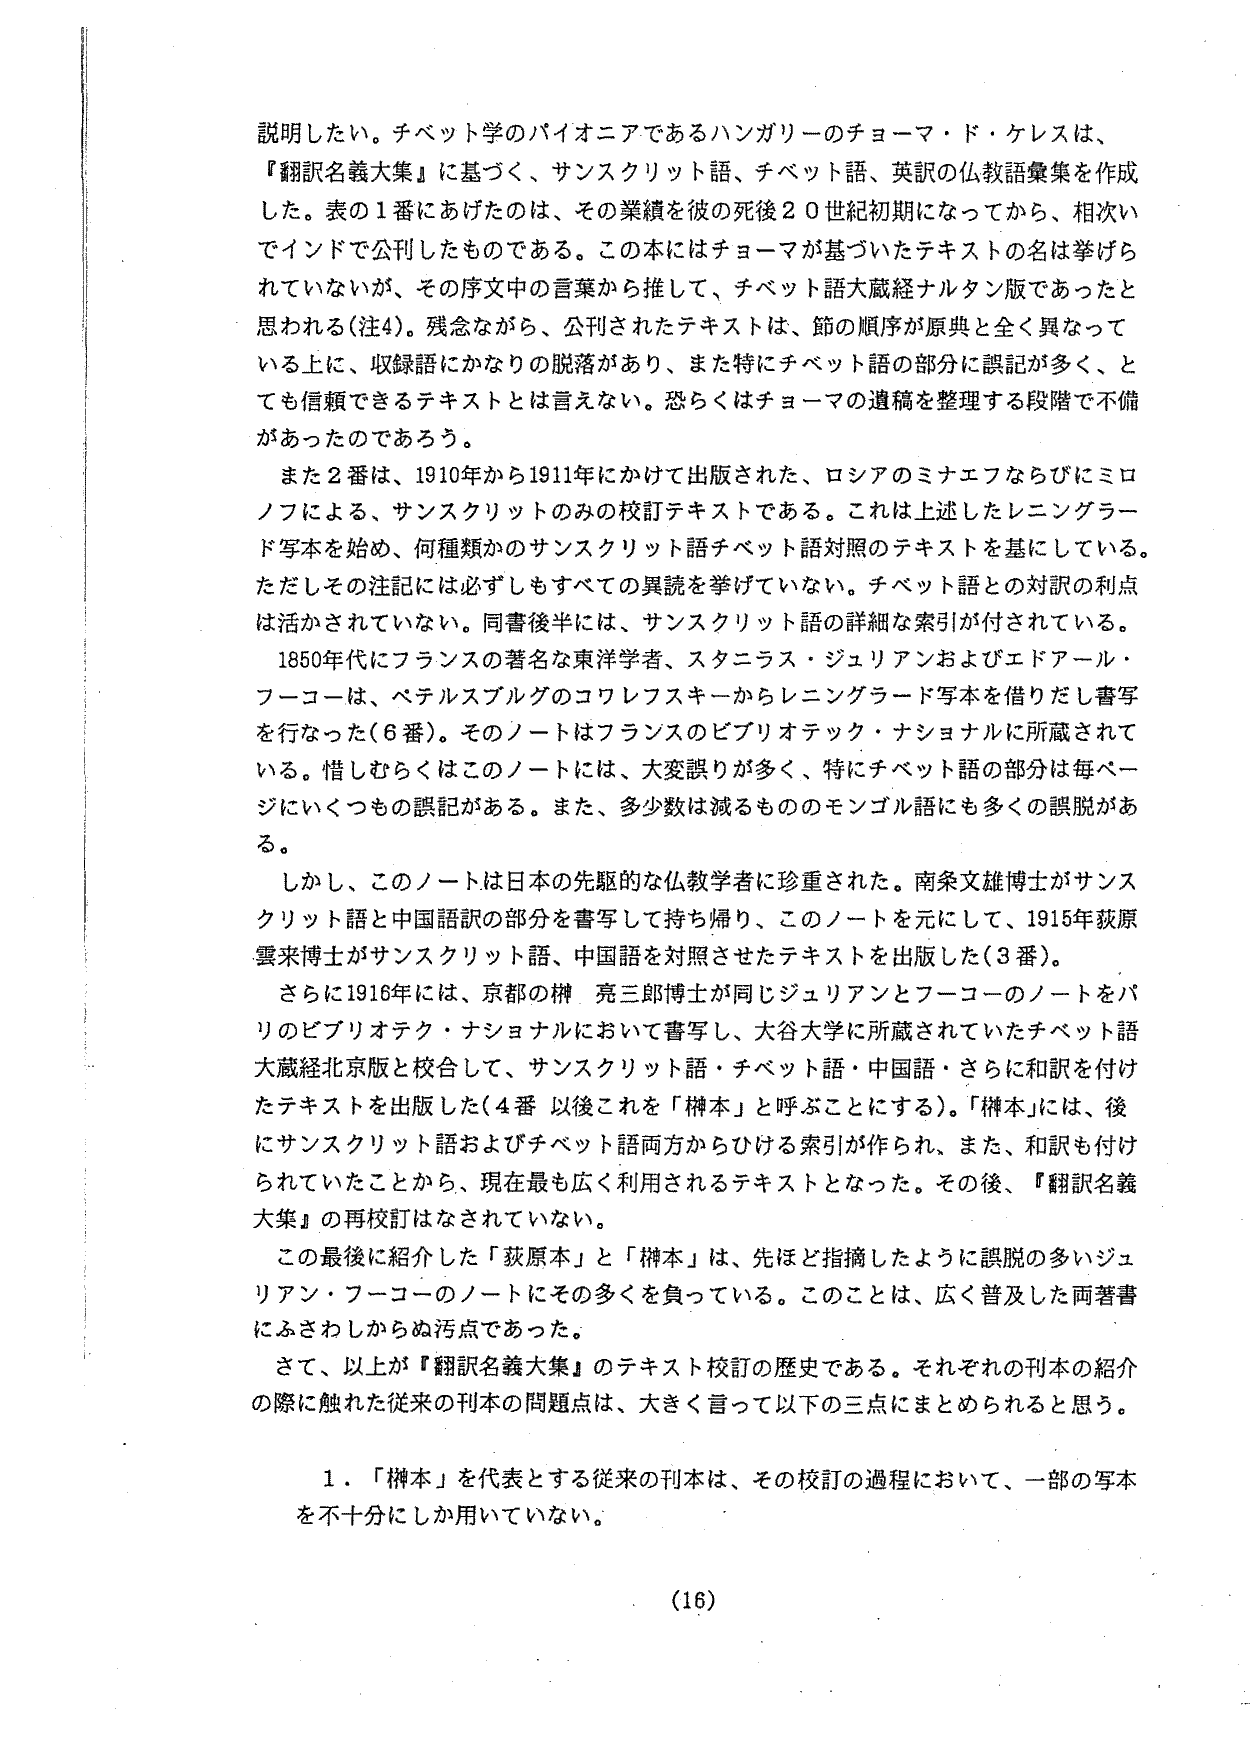 説明したい。チベット学のパイオニアであるハンガリーのチョーマ・ド・ケレスは、
『翻訳名義大集』に基づく、サンスクリット語、チベット語、英訳の仏教語彙集を作成
した。表の１番にあげたのは、その業績を彼の死後２０世紀初期になってから、相次い
でインドで公刊したものである。この本にはチョーマが基づいたテキストの名は挙げら
れていないが、その序文中の言葉から推して、チベット語大蔵経ナルタン版であったと
思われる(注4)。残念ながら、公刊されたテキストは、節の順序が原典と全く異なって
いる上に、収録語にかなりの脱落があり、また特にチベット語の部分に誤記が多く、と
ても信頼できるテキストとは言えない。恐らくはチョーマの遺稿を整理する段階で不備
があったのであろう。
また２番は、1910年から1911年にかけて出版された、ロシアのミナエフならびにミロ
ノフによる、サンスクリットのみの校訂テキストである。これは上述したレニングラー
ド写本を始め、何種類かのサンスクリット語チベット語対照のテキストを基にしている。
ただしその注記には必ずしもすべての異読を挙げていない。チベット語との対訳の利点
は活かされていない。同書後半には、サンスクリット語の詳細な索引が付されている。
1850年代にフランスの著名な東洋学者、スタニラス・ジュリアンおよびエドアール・
フーコーは、ペテルスブルグのコワレフスキーからレニングラード写本を借りだし書写
を行なった(６番)。そのノートはフランスのビブリオテック・ナショナルに所蔵されて
いる。惜しむらくはこのノートには、大変誤りが多く、特にチベット語の部分は毎ペー
ジにいくつもの誤記がある。また、多少数は減るもののモンゴル語にも多くの誤脱があ
る。
しかし、このノートは日本の先駆的な仏教学者に珍重された。南条文雄博士がサンス
クリット語と中国語訳の部分を書写して持ち帰り、このノートを元にして、1915年荻原
雲来博士がサンスクリット語、中国語を対照させたテキストを出版した(３番)。
さらに1916年には、京都の榊 亮三郎博士が同じジュリアンとフーコーのノートをパ
リのビブリオテク・ナショナルにおいて書写し、大谷大学に所蔵されていたチベット語
大蔵経北京版と校合して、サンスクリット語・チベット語・中国語・さらに和訳を付け
たテキストを出版した(４番 以後これを「榊本」と呼ぶことにする)。「榊本」には、後
にサンスクリット語およびチベット語両方からひける索引が作られ、また、和訳も付け
られていたことから、現在最も広く利用されるテキストとなった。その後、『翻訳名義
大集』の再校訂はなされていない。
この最後に紹介した「荻原本」と「榊本」は、先ほど指摘したように誤脱の多いジュ
リアン・フーコーのノートにその多くを負っている。このことは、広く普及した両著書
にふさわしからぬ汚点であった。
さて、以上が『翻訳名義大集』のテキスト校訂の歴史である。それぞれの刊本の紹介
の際に触れた従来の刊本の問題点は、大きく言って以下の三点にまとめられると思う。
１．「榊本」を代表とする従来の刊本は、その校訂の過程において、一部の写本
を不十分にしか用いていない。
(16)